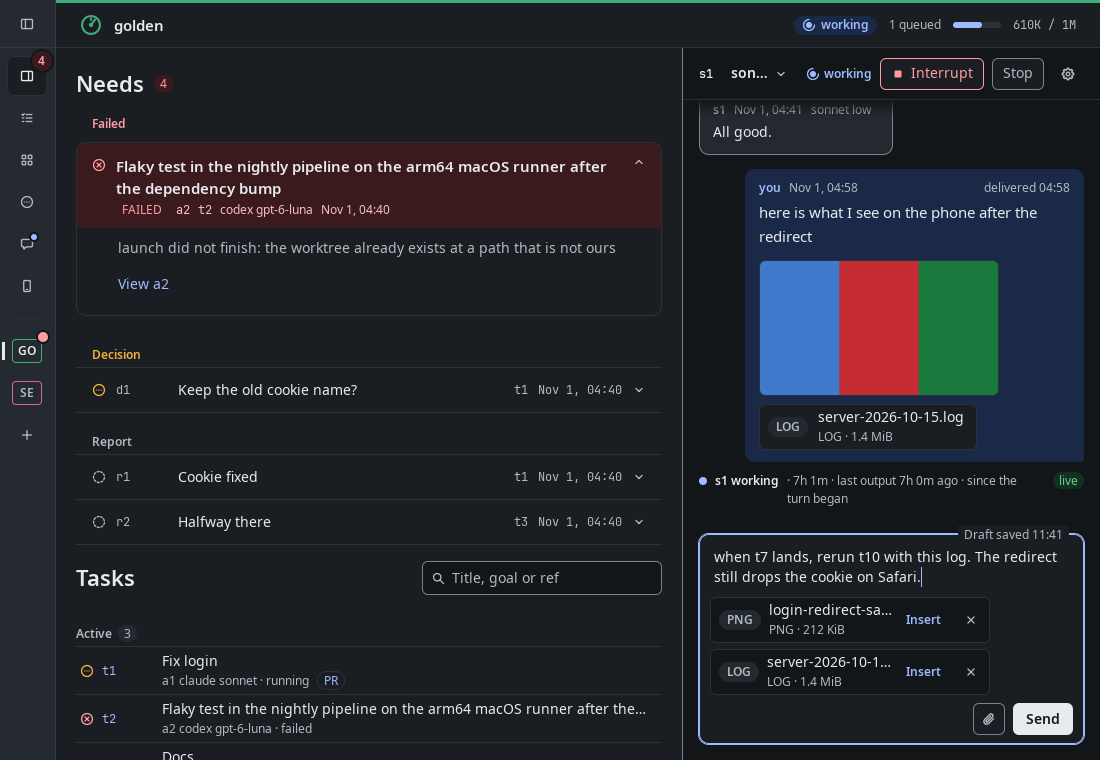 golden
working
1 queued
610K / 1M
4
Needs 4
Failed
Flaky test in the nightly pipeline on the arm64 macOS runner after
the dependency bump
FAILED a2 t2 codex gpt-6-luna Nov 1, 04:40
launch did not finish: the worktree already exists at a path that is not ours
View a2
Decision
d1 Keep the old cookie name? t1 Nov 1, 04:40
Report
r1 Cookie fixed t1 Nov 1, 04:40
r2 Halfway there t3 Nov 1, 04:40
Tasks
Title, goal or ref
Active 3
t1 Fix login
a1 claude sonnet · running PR
t2 Flaky test in the nightly pipeline on the arm64 macOS runner after the…
a2 codex gpt-6-luna · failed
Docs
GO
SE
s1 son… working Interrupt Stop
s1 Nov 1, 04:41 sonnet low
All good.
you Nov 1, 04:58 delivered 04:58
here is what I see on the phone after the
redirect
LOG server-2026-10-15.log
LOG · 1.4 MiB
s1 working · 7h 1m · last output 7h 0m ago · since the
turn began
live
Draft saved 11:41
when t7 lands, rerun t10 with this log. The redirect
still drops the cookie on Safari.
PNG login-redirect-sa… Insert
PNG · 212 KiB
LOG server-2026-10-1… Insert
LOG · 1.4 MiB
Send